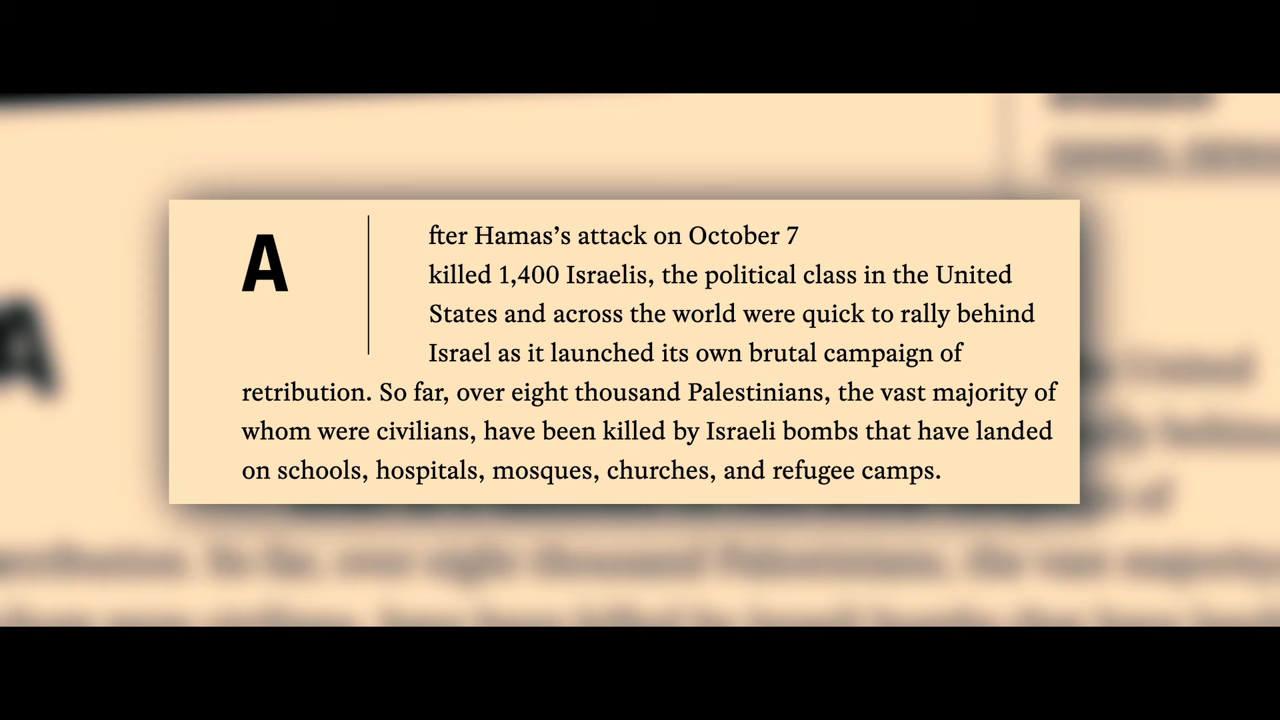 After Hamas's attack on October 7
killed 1,400 Israelis, the political class in the United
States and across the world were quick to rally behind
Israel as it launched its own brutal campaign of
retribution. So far, over eight thousand Palestinians, the vast majority of
whom were civilians, have been killed by Israeli bombs that have landed
on schools, hospitals, mosques, churches, and refugee camps.